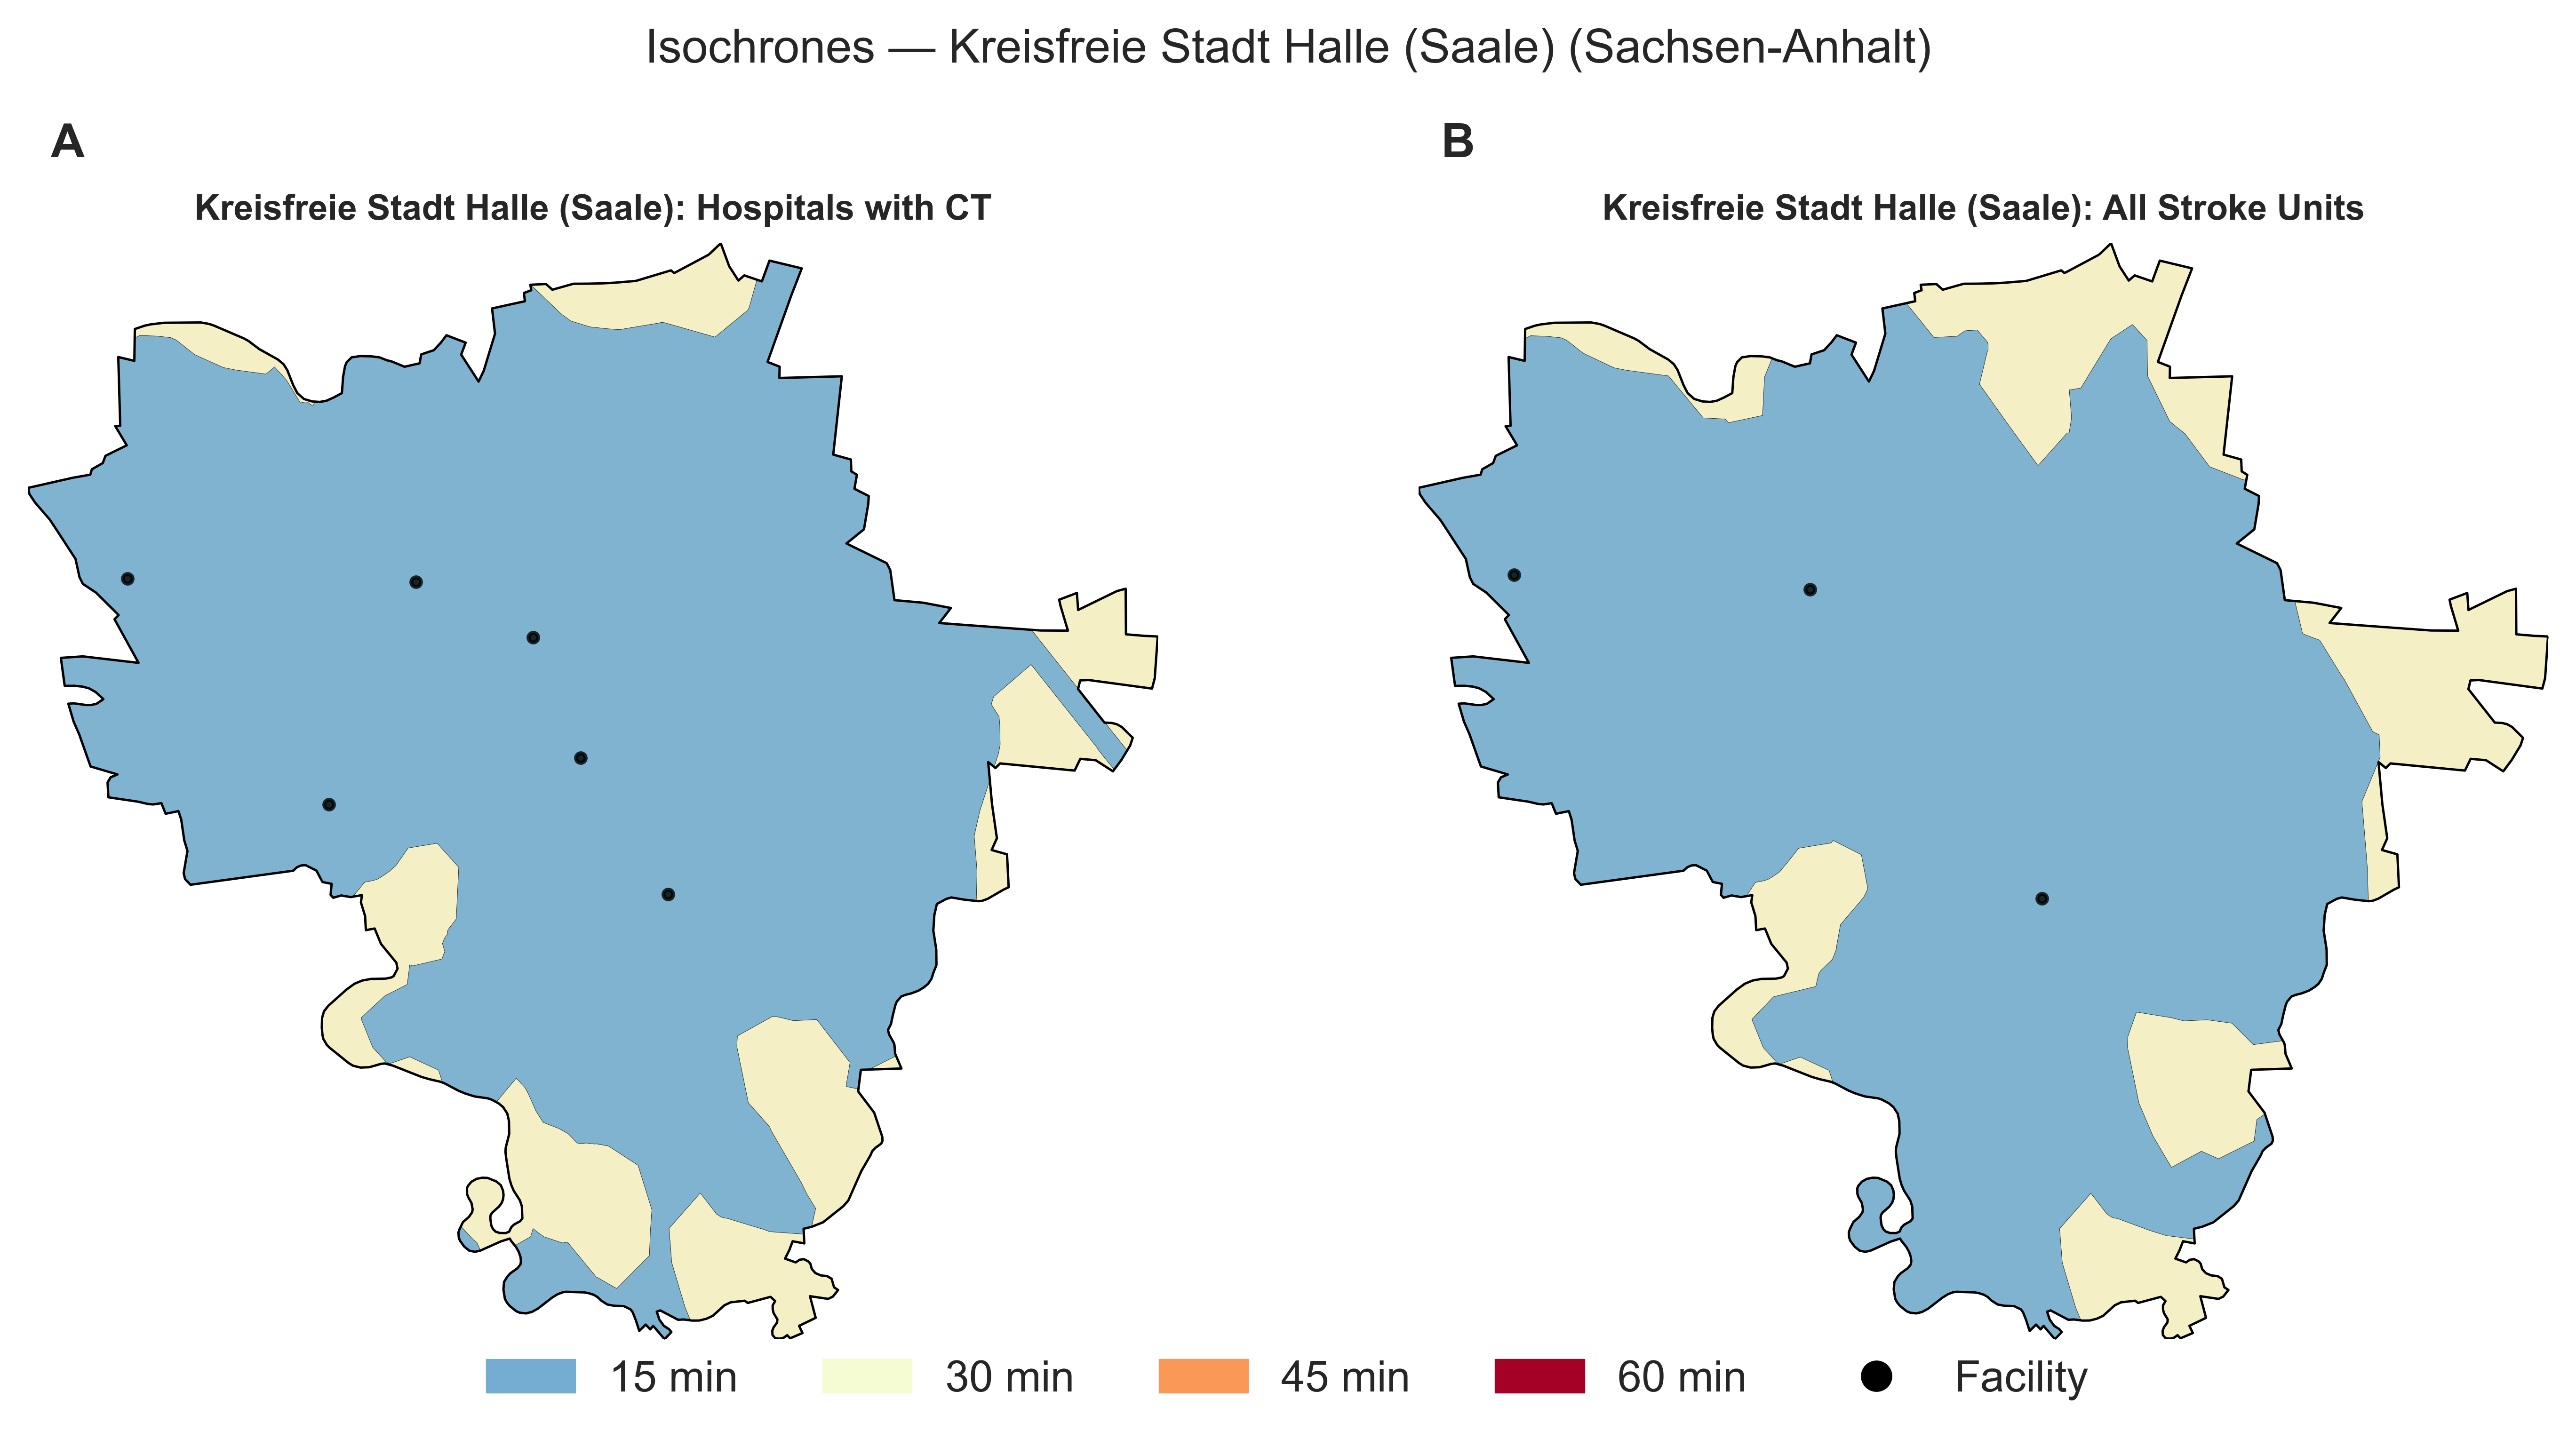 Isochrones — Kreisfreie Stadt Halle (Saale) (Sachsen-Anhalt)
A
B
Kreisfreie Stadt Halle (Saale): Hospitals with CT
Kreisfreie Stadt Halle (Saale): All Stroke Units
15 min
30 min
45 min
60 min
Facility